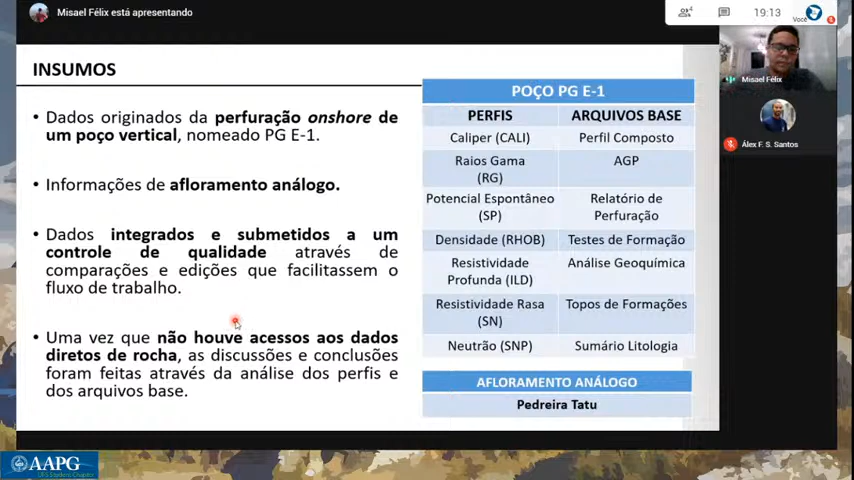 Misael Félix está apresentando
4
19:13
Você
INSUMOS
• Dados originados da perfuração onshore de
um poço vertical, nomeado PG E-1.
• Informações de afloramento análogo.
• Dados integrados e submetidos a um
controle de qualidade através de
comparações e edições que facilitassem o
fluxo de trabalho.
• Uma vez que não houve acessos aos dados
diretos de rocha, as discussões e conclusões
foram feitas através da análise dos perfis e
dos arquivos base.
POÇO PG E-1
PERFIS ARQUIVOS BASE
Caliper (CALI) Perfil Composto
Raios Gama
(RG)
AGP
Potencial Espontâneo
(SP)
Relatório de
Perfuração
Densidade (RHOB) Testes de Formação
Resistividade
Profunda (ILD)
Análise Geoquímica
Resistividade Rasa
(SN)
Topos de Formações
Neutrão (SNP) Sumário Litologia
AFLORAMENTO ANÁLOGO
Pedreira Tatu
Misael Félix
Álex F. S. Santos
AAPG
UFS Student Chapter